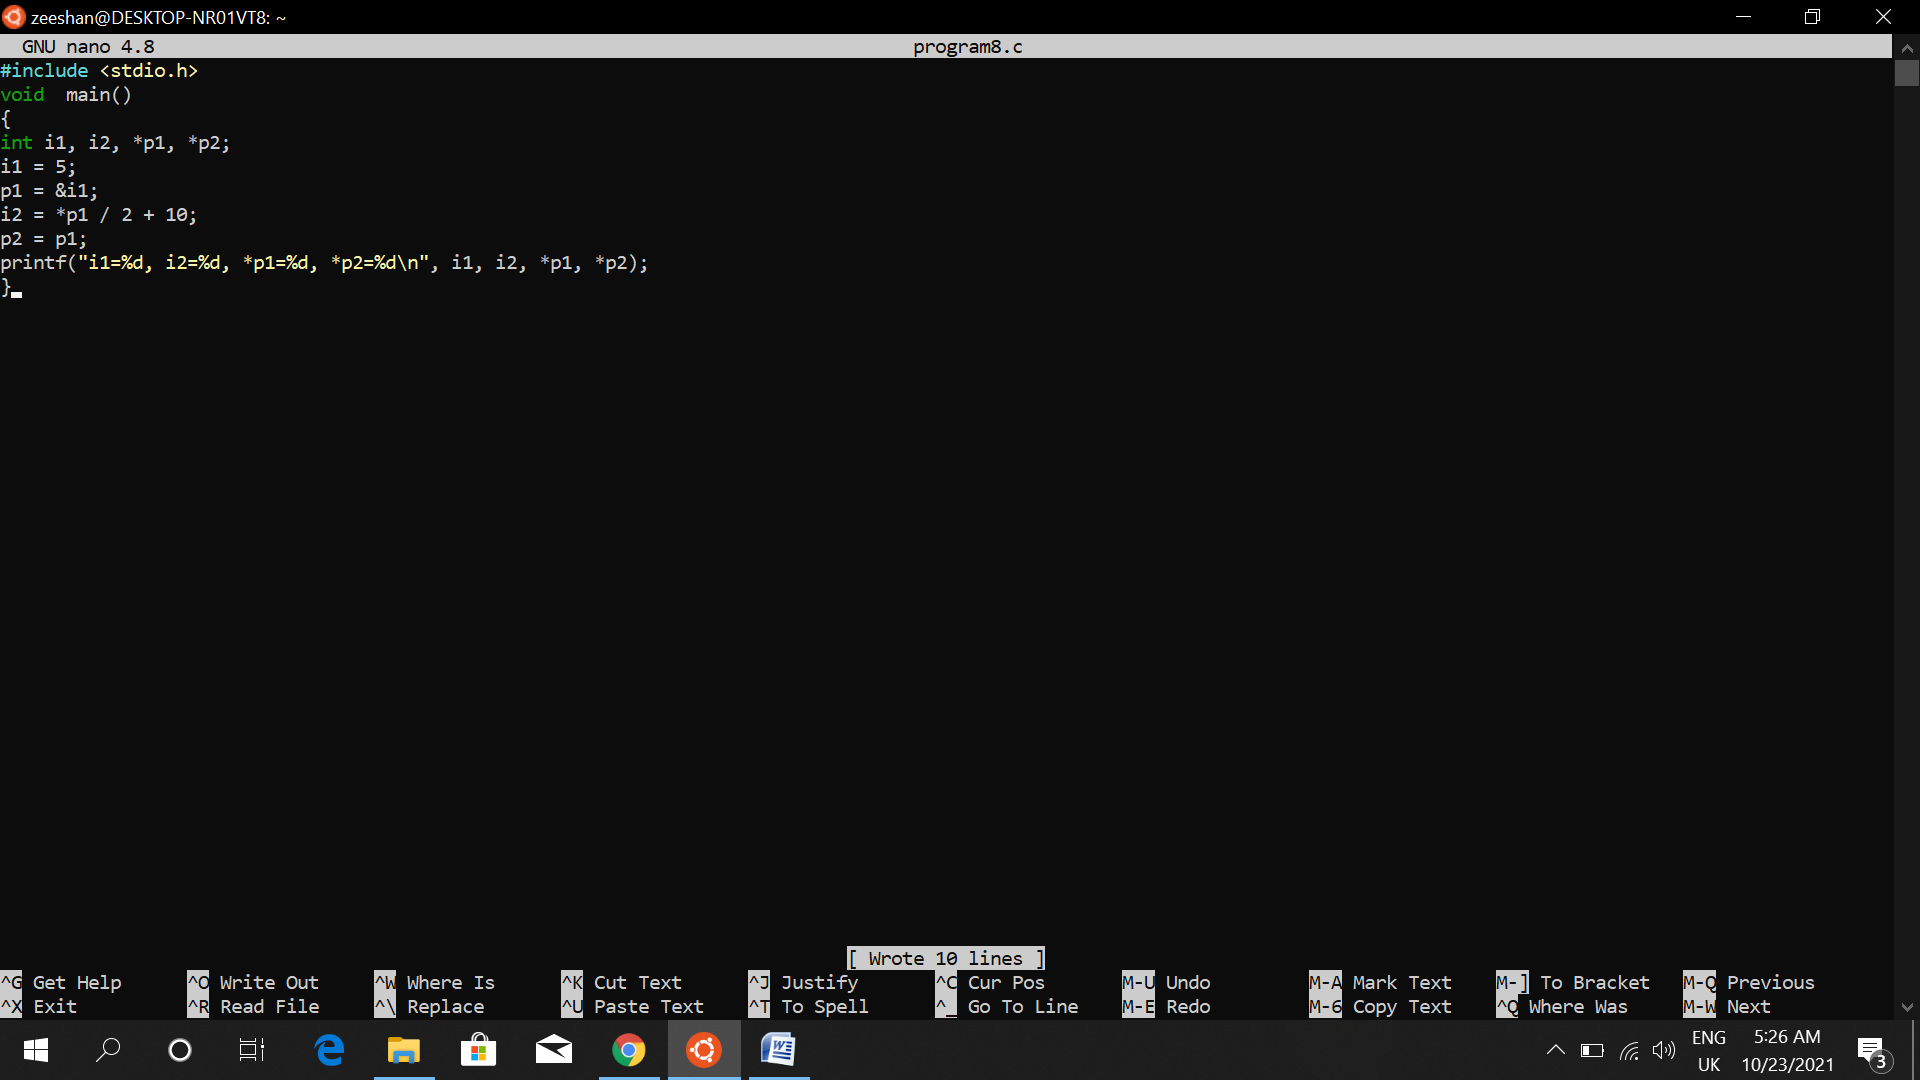 zeeshan@DESKTOP-NR01VT8: ~
GNU nano 4.8 program8.c
#include <stdio.h>
void  main()
{
int i1, i2, *p1, *p2;
i1 = 5;
p1 = &i1;
i2 = *p1 / 2 + 10;
p2 = p1;
printf("i1=%d, i2=%d, *p1=%d, *p2=%d\n", i1, i2, *p1, *p2);
}
[ Wrote 10 lines ]
^G Get Help ^O Write Out ^W Where Is ^K Cut Text ^J Justify ^C Cur Pos M-U Undo M-A Mark Text M-] To Bracket M-Q Previous
^X Exit ^R Read File ^\ Replace ^U Paste Text ^T To Spell ^_ Go To Line M-E Redo M-6 Copy Text ^Q Where Was M-W Next
ENG 5:26 AM
UK 10/23/2021 3